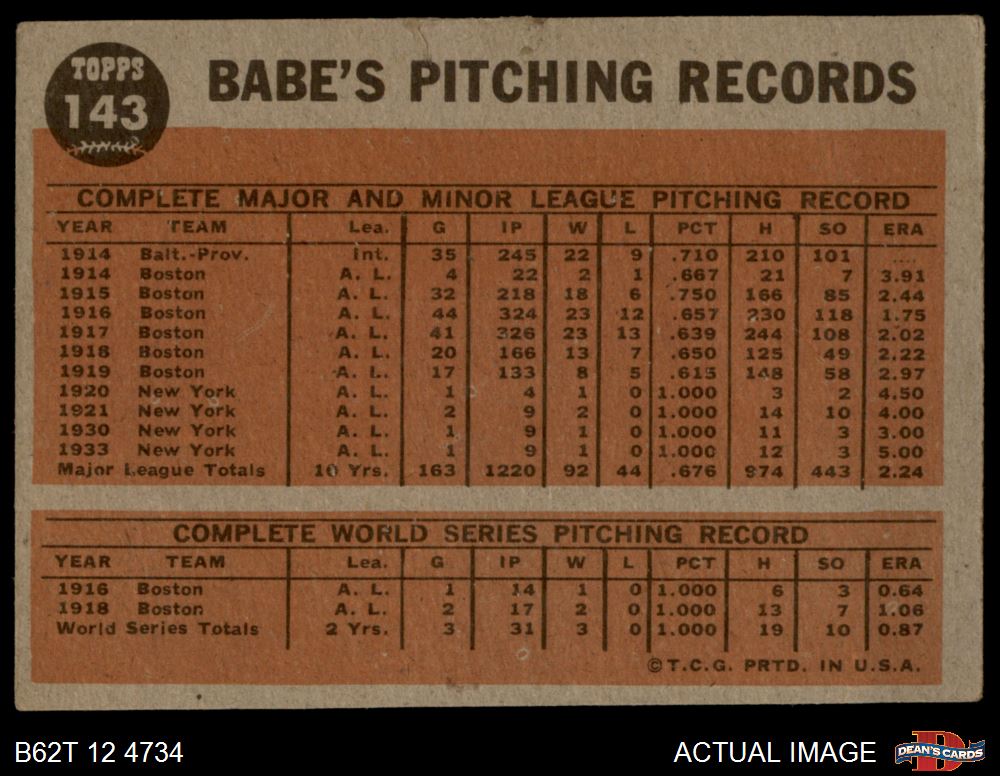 TOPPS
143
BABE'S PITCHING RECORDS
COMPLETE MAJOR AND MINOR LEAGUE PITCHING RECORD
YEAR TEAM Lea. G IP W L PCT H SO ERA
1914 Balt.-Prov. Int. 35 245 22 9 .710 210 101 ....
1914 Boston A. L. 4 22 2 1 .667 21 7 3.91
1915 Boston A. L. 32 218 18 6 .750 166 85 2.44
1916 Boston A. L. 44 324 23 12 .657 230 118 1.75
1917 Boston A. L. 41 326 23 13 .639 244 108 2.02
1918 Boston A. L. 20 166 13 7 .650 125 49 2.22
1919 Boston A. L. 17 133 8 5 .615 148 58 2.97
1920 New York A. L. 1 4 1 0 1.000 3 2 4.50
1921 New York A. L. 2 9 2 0 1.000 14 10 4.00
1930 New York A. L. 1 9 1 0 1.000 11 3 3.00
1933 New York A. L. 1 9 1 0 1.000 12 3 5.00
Major League Totals 10 Yrs. 163 1220 92 44 .676 974 443 2.24
COMPLETE WORLD SERIES PITCHING RECORD
YEAR TEAM Lea. G IP W L PCT H SO ERA
1916 Boston A. L. 1 14 1 0 1.000 6 3 0.64
1918 Boston A. L. 2 17 2 0 1.000 13 7 1.06
World Series Totals 2 Yrs. 3 31 3 0 1.000 19 10 0.87
©T.C.G. PRTD. IN U.S.A.
B62T 12 4734 ACTUAL IMAGE DEAN'S CARDS